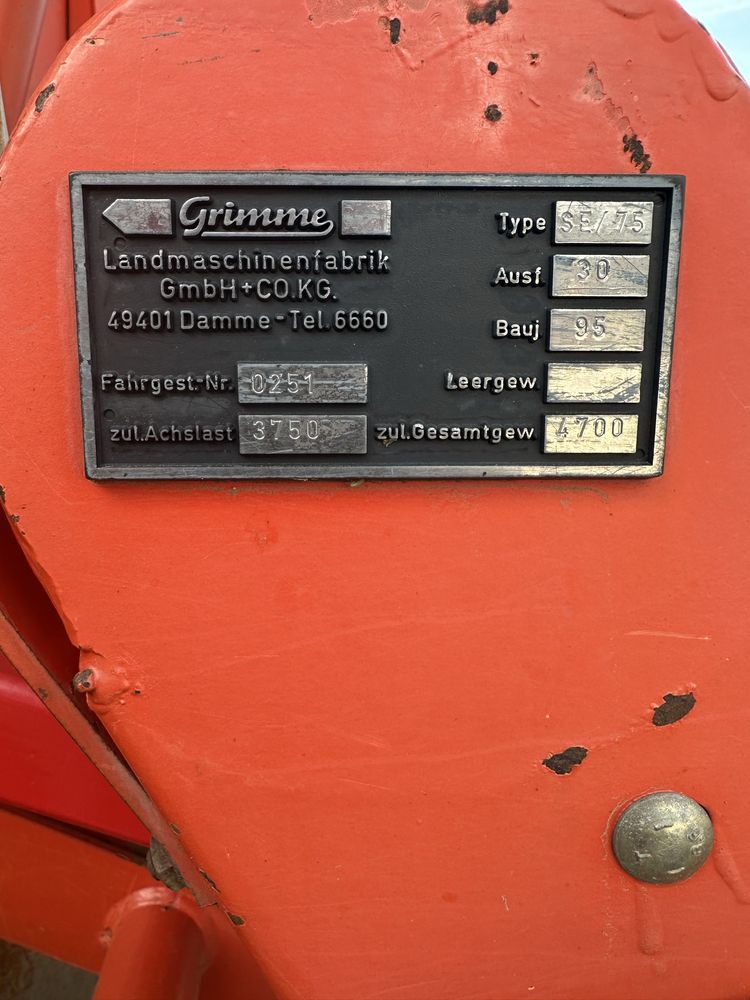 Grimme
Landmaschinenfabrik
GmbH+CO.KG.
49401 Damme-Tel.6660
Type SE/75
Ausf 30
Bauj 95
Fahrgest.-Nr. 0251
Leergew
zul.Achslast 3750
zul.Gesamtgew 4700